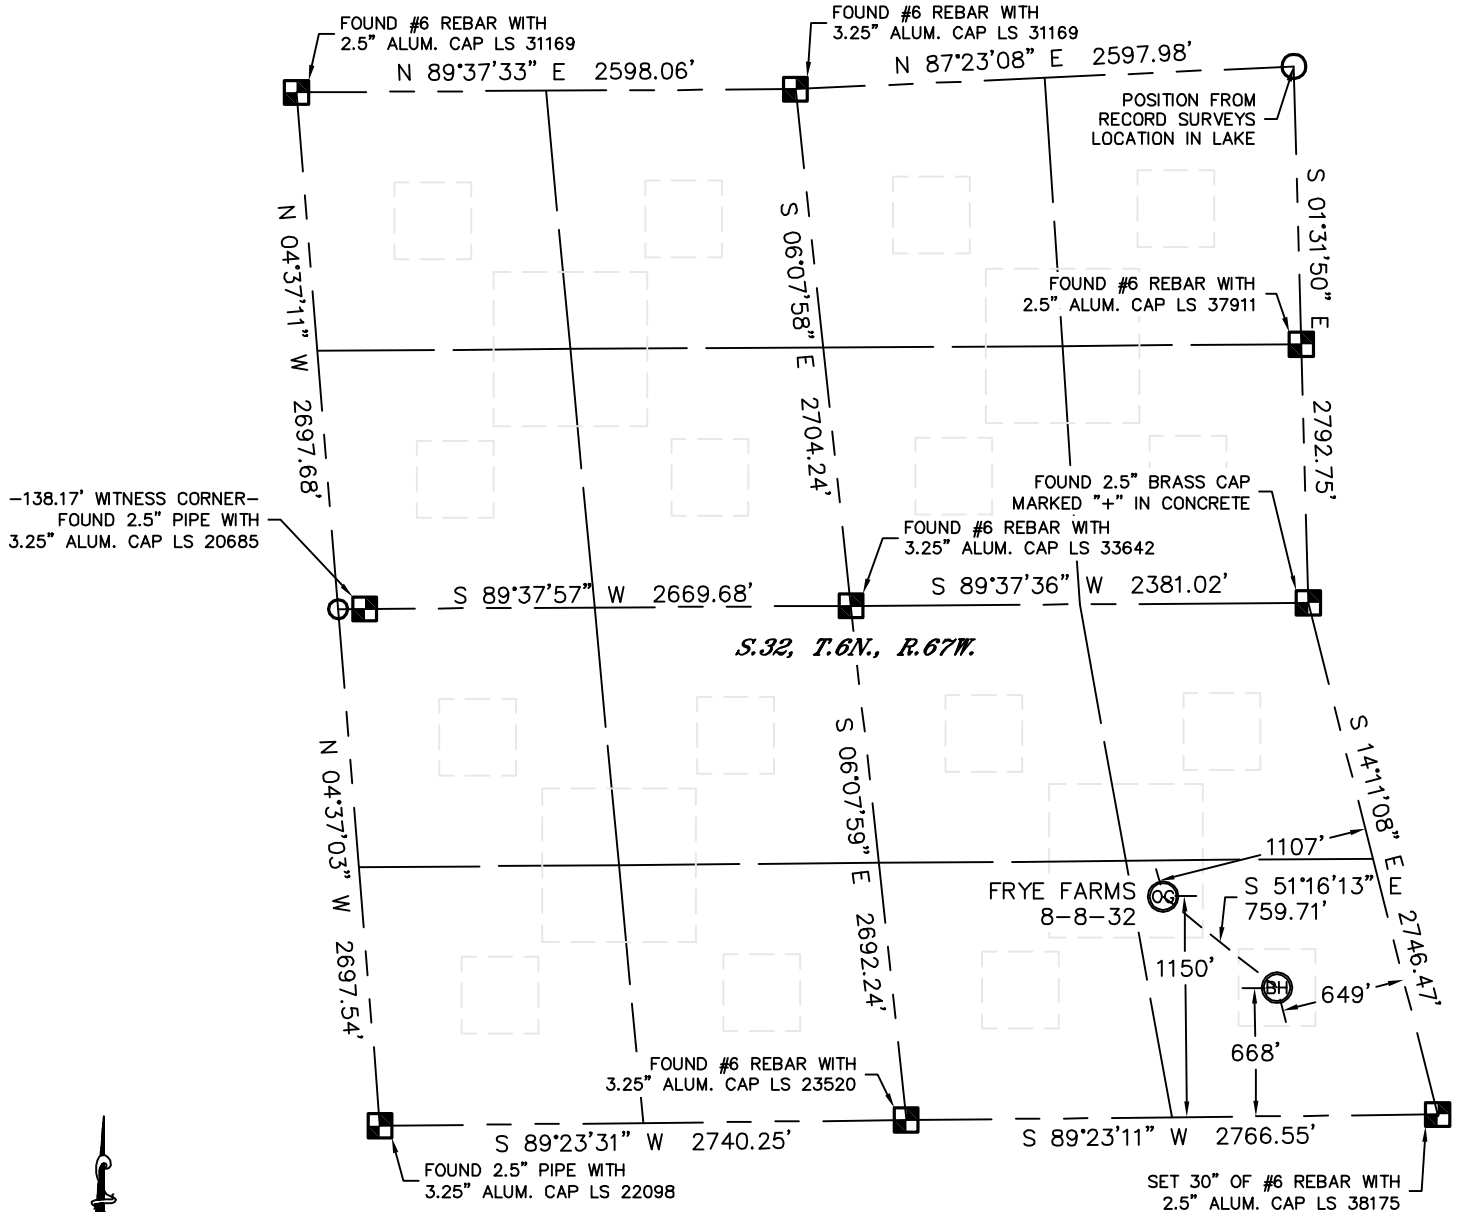 FOUND #6 REBAR WITH
2.5" ALUM. CAP LS 31169
FOUND #6 REBAR WITH
3.25" ALUM. CAP LS 31169
N 89°37'33" E 2598.06'
N 87°23'08" E 2597.98'
POSITION FROM
RECORD SURVEYS
LOCATION IN LAKE
N 04°37'11" W 2697.68'
S 06°07'58" E 2704.24'
S 01°31'50" E 2792.75'
FOUND #6 REBAR WITH
2.5" ALUM. CAP LS 37911
-138.17' WITNESS CORNER-
FOUND 2.5" PIPE WITH
3.25" ALUM. CAP LS 20685
FOUND 2.5" BRASS CAP
MARKED "+" IN CONCRETE
FOUND #6 REBAR WITH
3.25" ALUM. CAP LS 33642
S 89°37'57" W 2669.68'
S 89°37'36" W 2381.02'
S.32, T.6N., R.67W.
N 04°37'03" W 2697.54'
S 06°07'59" E 2692.24'
S 14°11'08" E 2746.47'
1107'
FRYE FARMS
8-8-32
OG
S 51°16'13" E
759.71'
1150'
BH
649'
668'
FOUND #6 REBAR WITH
3.25" ALUM. CAP LS 23520
S 89°23'31" W 2740.25'
S 89°23'11" W 2766.55'
FOUND 2.5" PIPE WITH
3.25" ALUM. CAP LS 22098
SET 30" OF #6 REBAR WITH
2.5" ALUM. CAP LS 38175